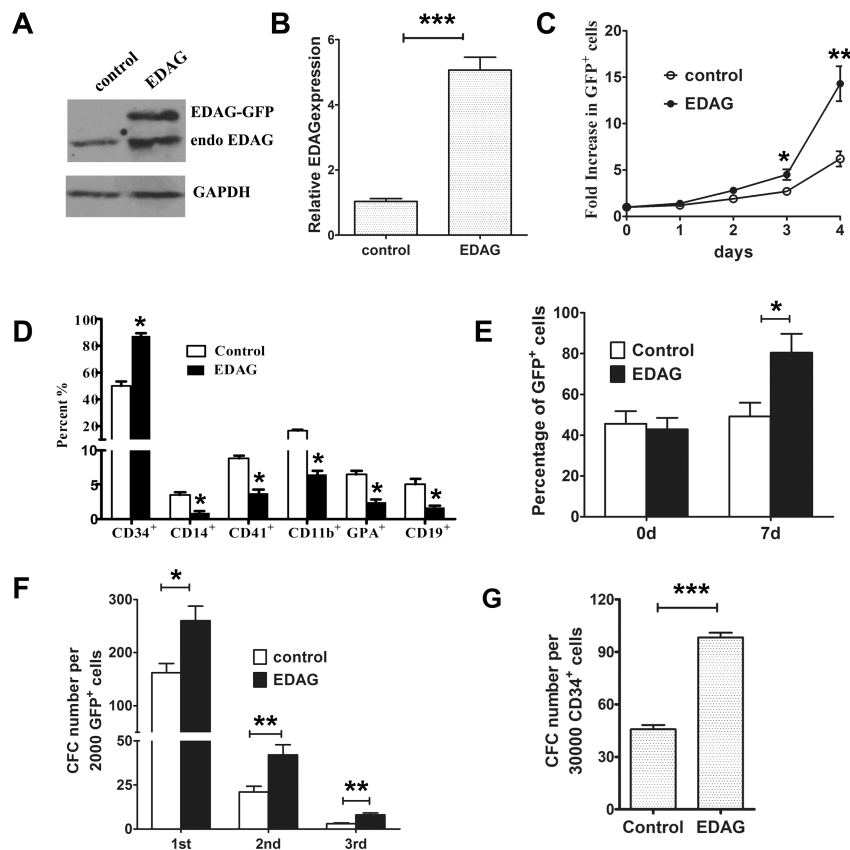 A
control
EDAG
EDAG-GFP
endo EDAG
GAPDH
B
***
Relative EDAGexpression
6
4
2
0
control
EDAG
C
Fold Increase in GFP⁺ cells
20
15
10
5
0
control
EDAG
*
**
0 1 2 3 4
days
D
Percent %
100
80
60
40
20
10
5
0
Control
EDAG
*
*
*
*
*
*
CD34⁺ CD14⁺ CD41⁺ CD11b⁺ GPA⁺ CD19⁺
E
Percentage of GFP⁺ cells
100
80
60
40
20
0
Control
EDAG
*
0d 7d
F
CFC number per
2000 GFP⁺ cells
300
200
100
50
25
0
control
EDAG
*
**
**
1st 2nd 3rd
G
CFC number per
30000 CD34⁺ cells
120
90
60
30
0
***
Control EDAG